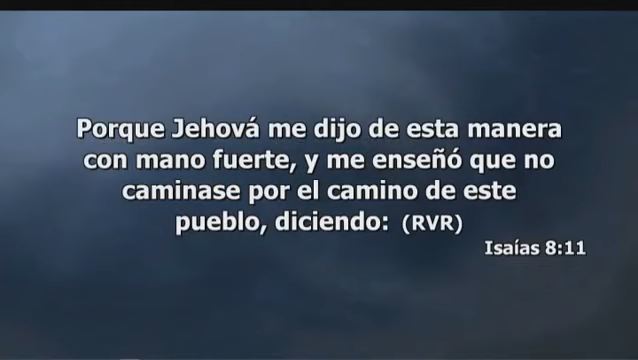 Porque Jehová me dijo de esta manera
con mano fuerte, y me enseñó que no
caminase por el camino de este
pueblo, diciendo: (RVR)
Isaías 8:11